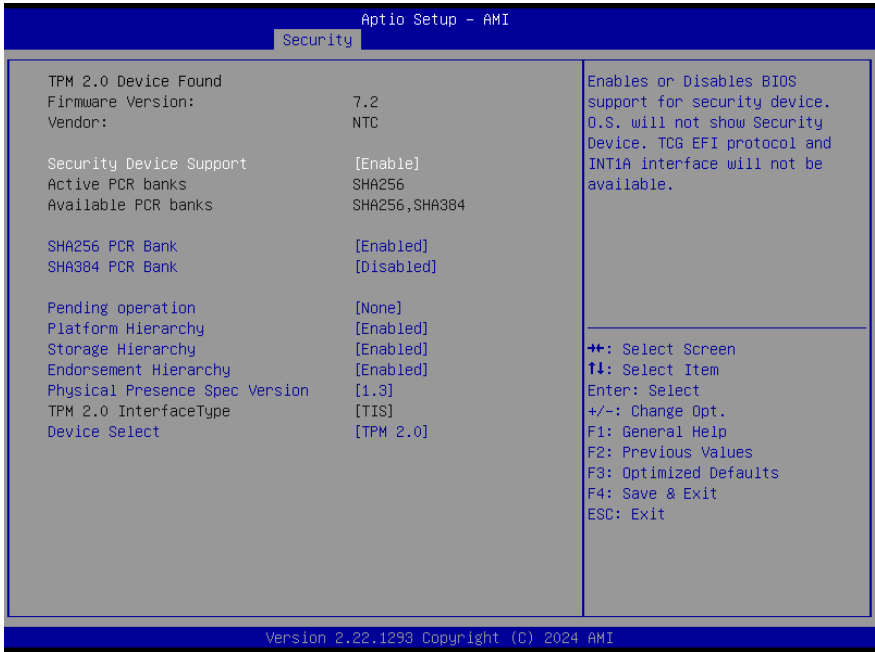 Aptio Setup - AMI
Security
TPM 2.0 Device Found
Firmware Version: 7.2
Vendor: NTC
Security Device Support [Enable]
Active PCR banks SHA256
Available PCR banks SHA256,SHA384
SHA256 PCR Bank [Enabled]
SHA384 PCR Bank [Disabled]
Pending operation [None]
Platform Hierarchy [Enabled]
Storage Hierarchy [Enabled]
Endorsement Hierarchy [Enabled]
Physical Presence Spec Version [1.3]
TPM 2.0 InterfaceType [TIS]
Device Select [TPM 2.0]
Enables or Disables BIOS
support for security device.
O.S. will not show Security
Device. TCG EFI protocol and
INT1A interface will not be
available.
→←: Select Screen
↑↓: Select Item
Enter: Select
+/-: Change Opt.
F1: General Help
F2: Previous Values
F3: Optimized Defaults
F4: Save & Exit
ESC: Exit
Version 2.22.1293 Copyright (C) 2024 AMI